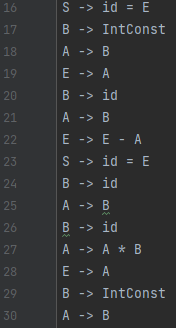 16 S -> id = E
17 B -> IntConst
18 A -> B
19 E -> A
20 B -> id
21 A -> B
22 E -> E - A
23 S -> id = E
24 B -> id
25 A -> B
26 B -> id
27 A -> A * B
28 E -> A
29 B -> IntConst
30 A -> B